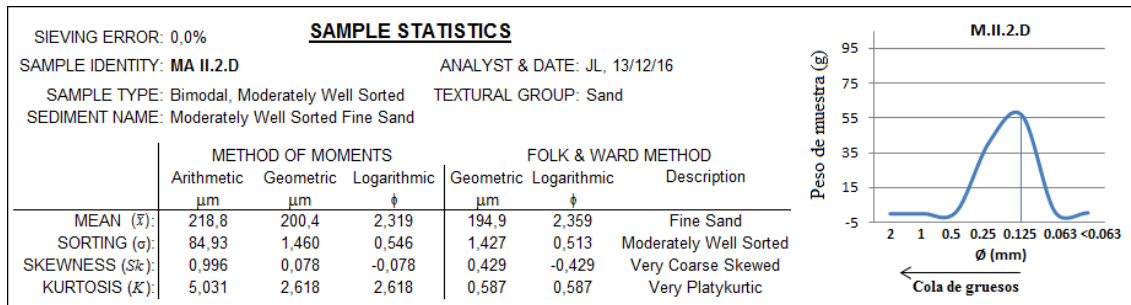 SAMPLE STATISTICS
SIEVING ERROR: 0,0%
SAMPLE IDENTITY: MA II.2.D ANALYST & DATE: JL, 13/12/16
SAMPLE TYPE: Bimodal, Moderately Well Sorted TEXTURAL GROUP: Sand
SEDIMENT NAME: Moderately Well Sorted Fine Sand
METHOD OF MOMENTS FOLK & WARD METHOD
Arithmetic Geometric Logarithmic Geometric Logarithmic Description
μm μm ϕ μm ϕ
MEAN (x̄): 218,8 200,4 2,319 194,9 2,359 Fine Sand
SORTING (σ): 84,93 1,460 0,546 1,427 0,513 Moderately Well Sorted
SKEWNESS (Sk): 0,996 0,078 -0,078 0,429 -0,429 Very Coarse Skewed
KURTOSIS (K): 5,031 2,618 2,618 0,587 0,587 Very Platykurtic
M.II.2.D
Peso de muestra (g)
95
75
55
35
15
-5
2 1 0.5 0.25 0.125 0.063 <0.063
Ø (mm)
Cola de gruesos